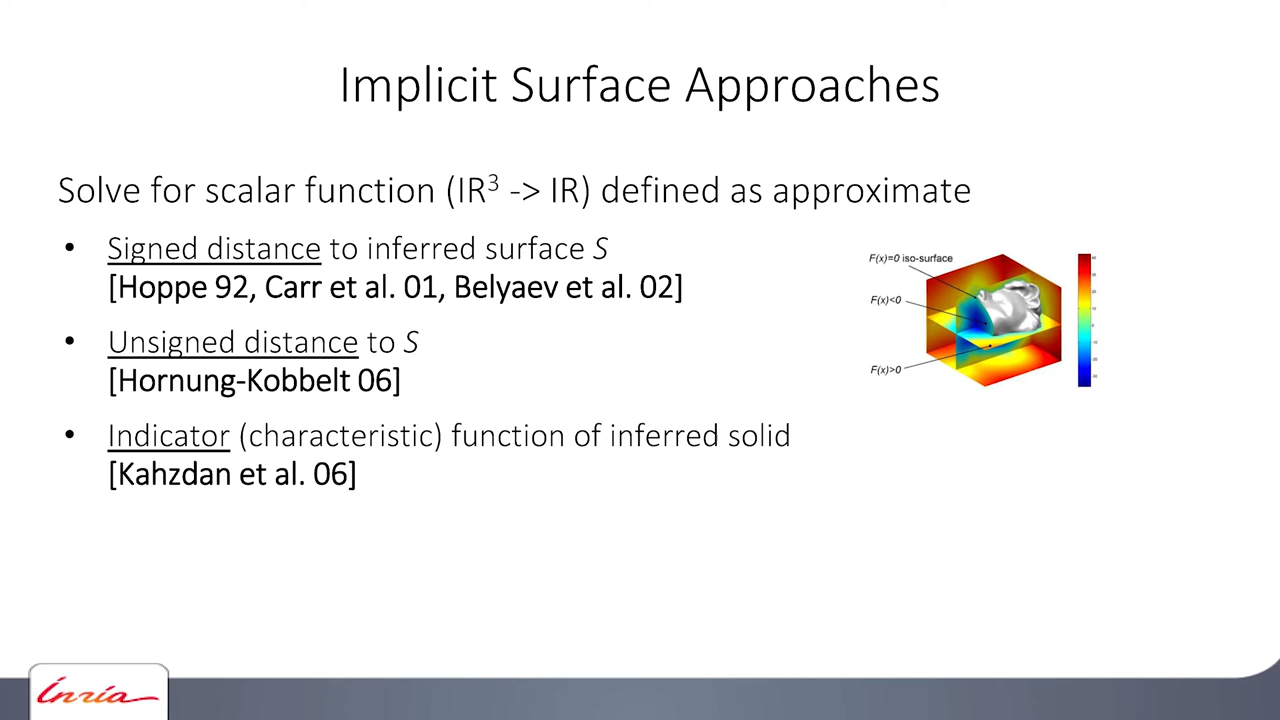 Implicit Surface Approaches
Solve for scalar function (IR³ -> IR) defined as approximate
• Signed distance to inferred surface S
[Hoppe 92, Carr et al. 01, Belyaev et al. 02]
• Unsigned distance to S
[Hornung-Kobbelt 06]
• Indicator (characteristic) function of inferred solid
[Kahzdan et al. 06]
F(x)=0 iso-surface
F(x)<0
F(x)>0
Inria